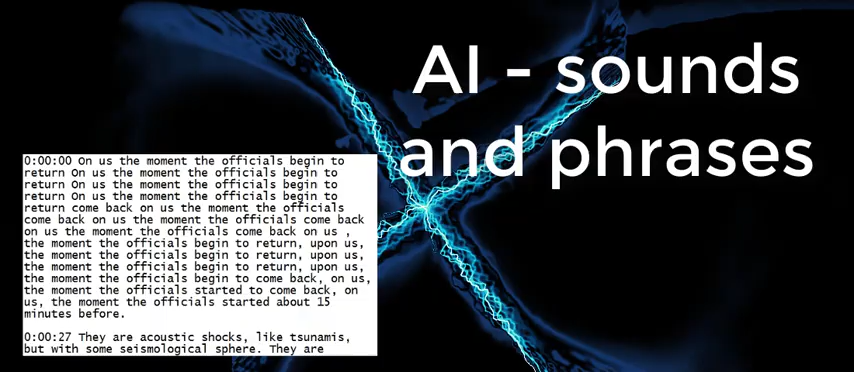 AI - sounds
and phrases
0:00:00 On us the moment the officials begin to
return On us the moment the officials begin to
return On us the moment the officials begin to
return On us the moment the officials begin to
return come back on us the moment the officials
come back on us the moment the officials come back
on us the moment the officials come back on us ,
the moment the officials begin to return, upon us,
the moment the officials begin to return, upon us,
the moment the officials begin to return, upon us,
the moment the officials begin to come back, on us,
the moment the officials started to come back, on
us, the moment the officials started about 15
minutes before.
0:00:27 They are acoustic shocks, like tsunamis,
but with some seismological sphere. They are